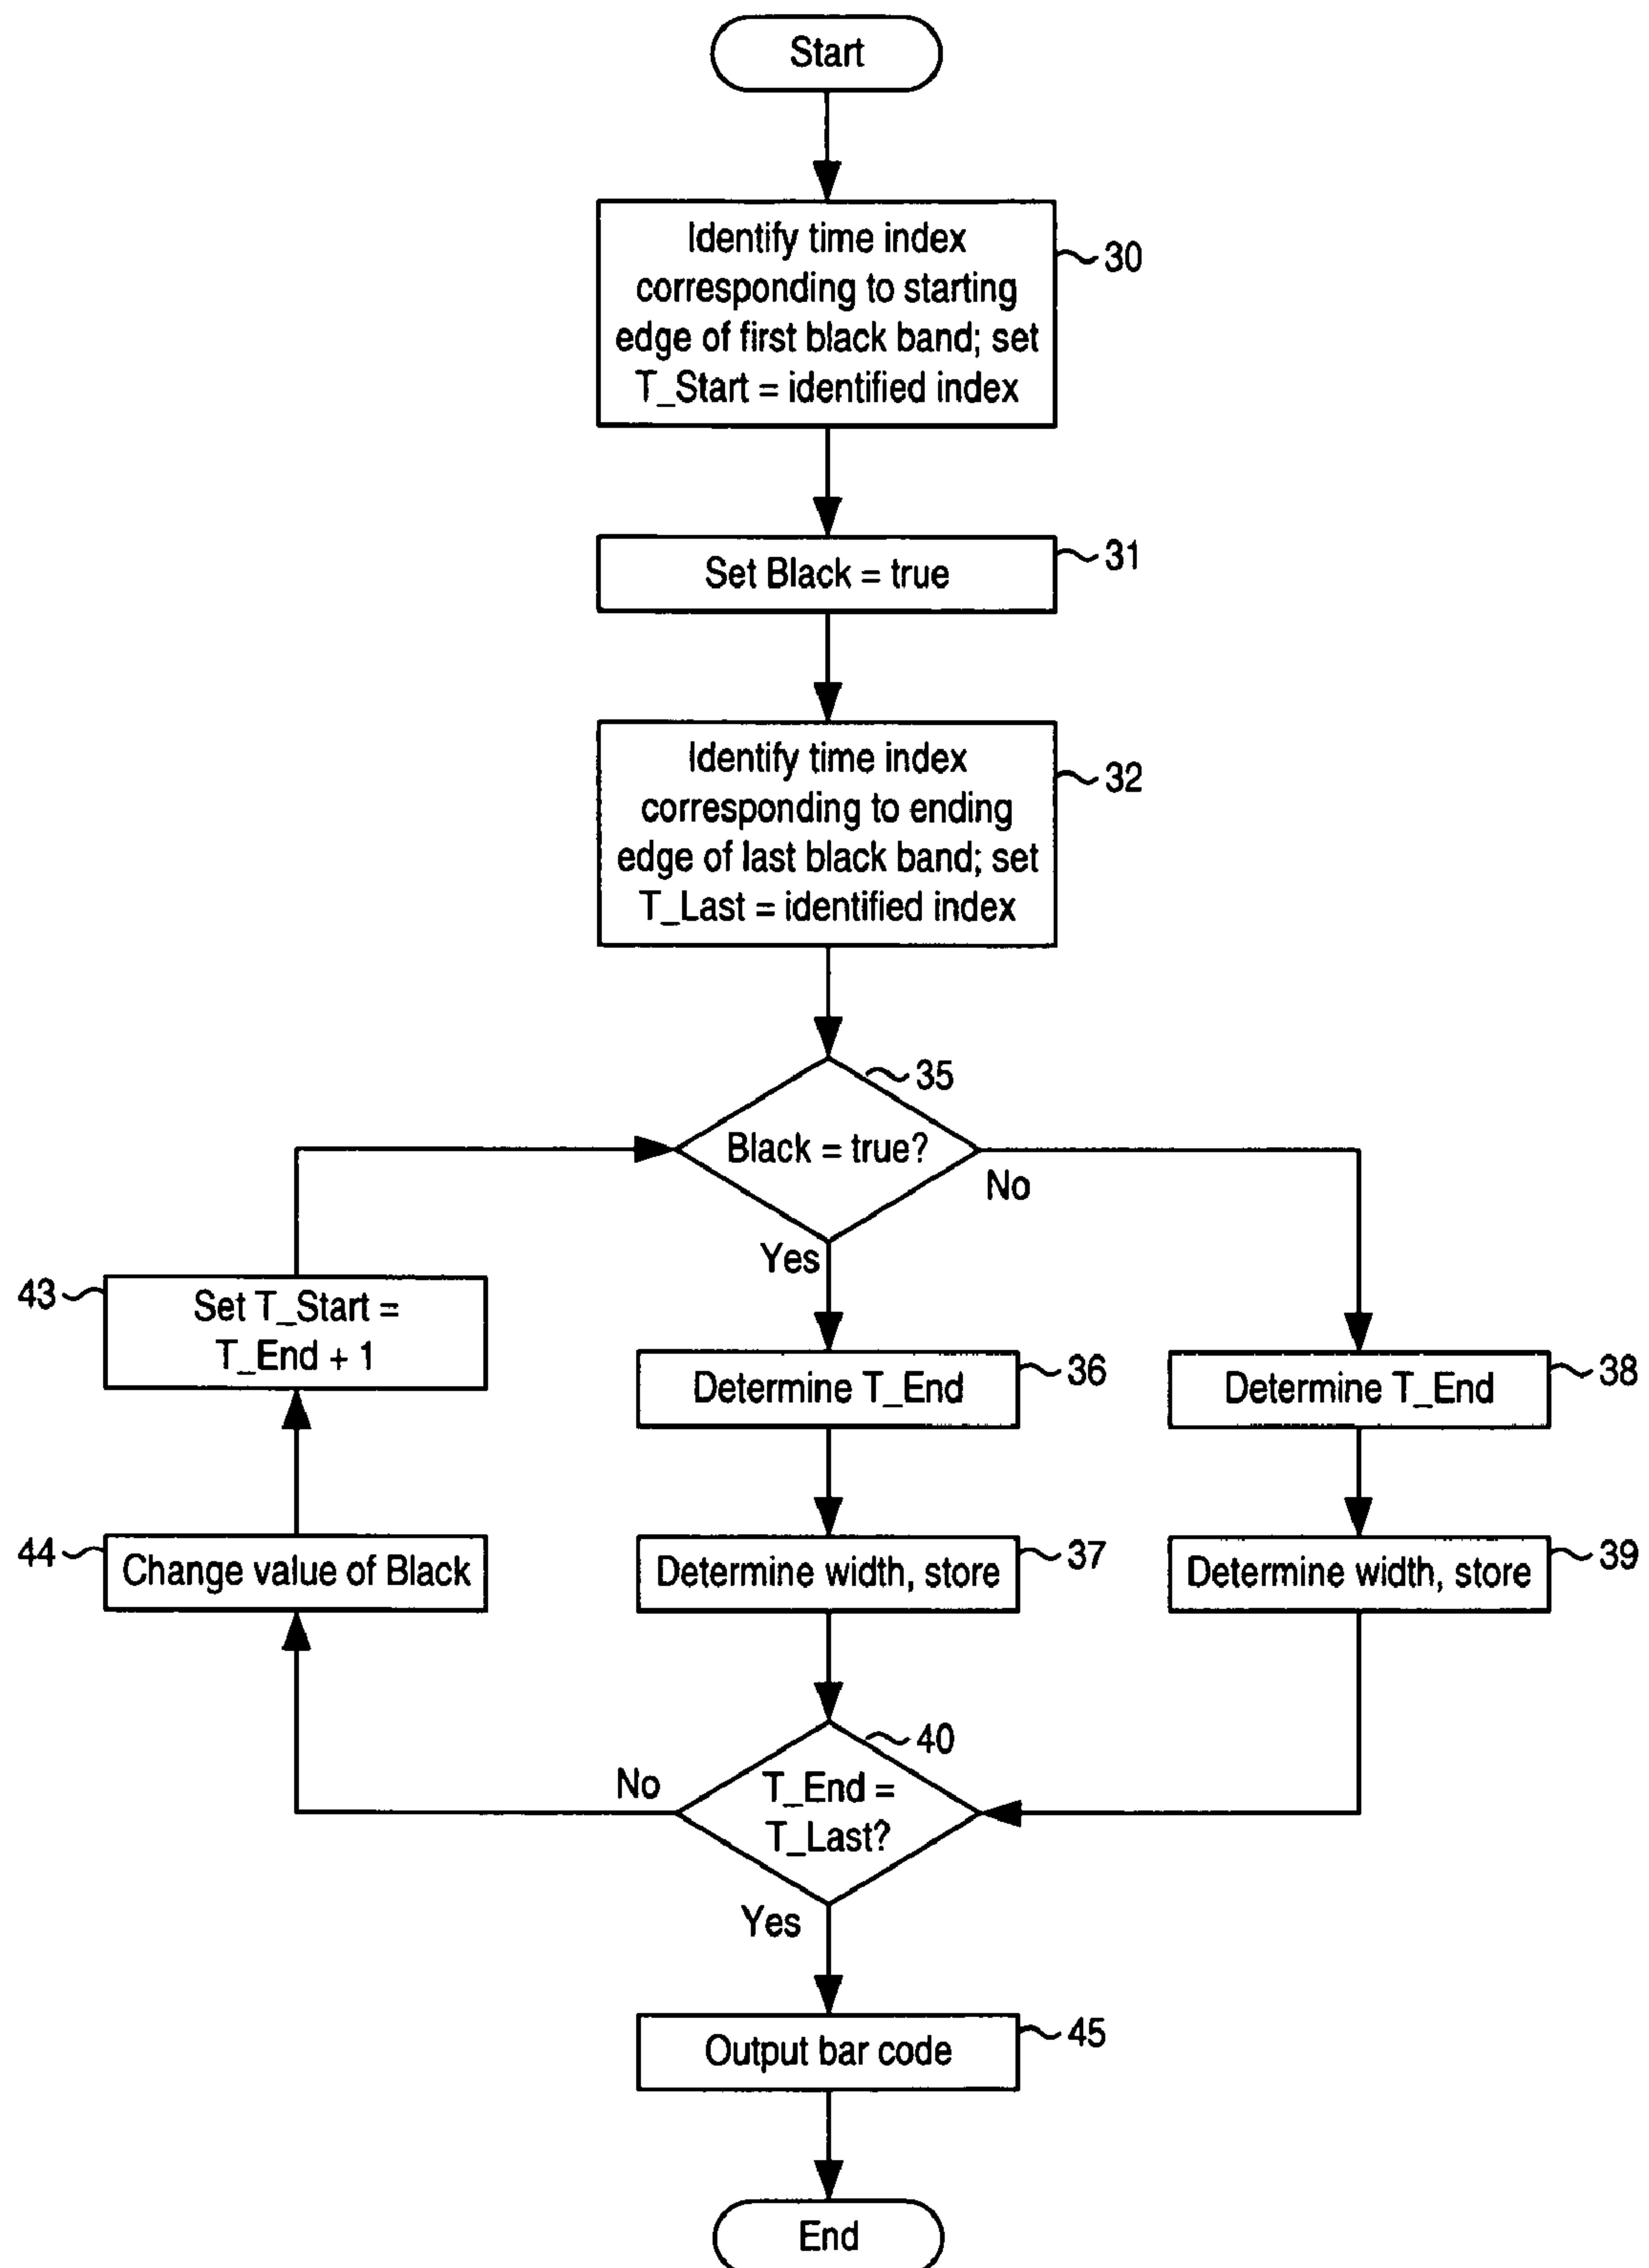 Start
Identify time index
corresponding to starting
edge of first black band; set
T_Start = identified index
30
Set Black = true
31
Identify time index
corresponding to ending
edge of last black band; set
T_Last = identified index
32
35
Black = true?
No
Yes
43
Set T_Start =
T_End + 1
Determine T_End
36
Determine T_End
38
44
Change value of Black
Determine width, store
37
Determine width, store
39
40
No
T_End =
T_Last?
Yes
Output bar code
45
End